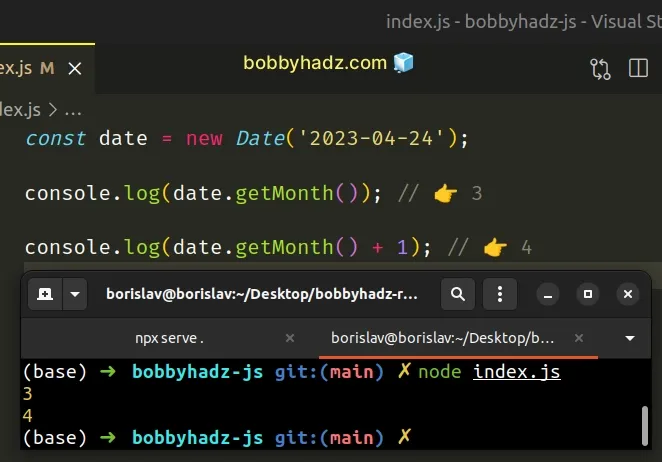 index.js - bobbyhadz-js - Visual St
ex.js M ✕
bobbyhadz.com 🧊
dex.js > ...
const date = new Date('2023-04-24');
console.log(date.getMonth()); // 👉 3
console.log(date.getMonth() + 1); // 👉 4
borislav@borislav:~/Desktop/bobbyhadz-r...
npx serve . ×
borislav@borislav:~/Desktop/b... ×
(base) ➜ bobbyhadz-js git:(main) ✗ node index.js
3
4
(base) ➜ bobbyhadz-js git:(main) ✗